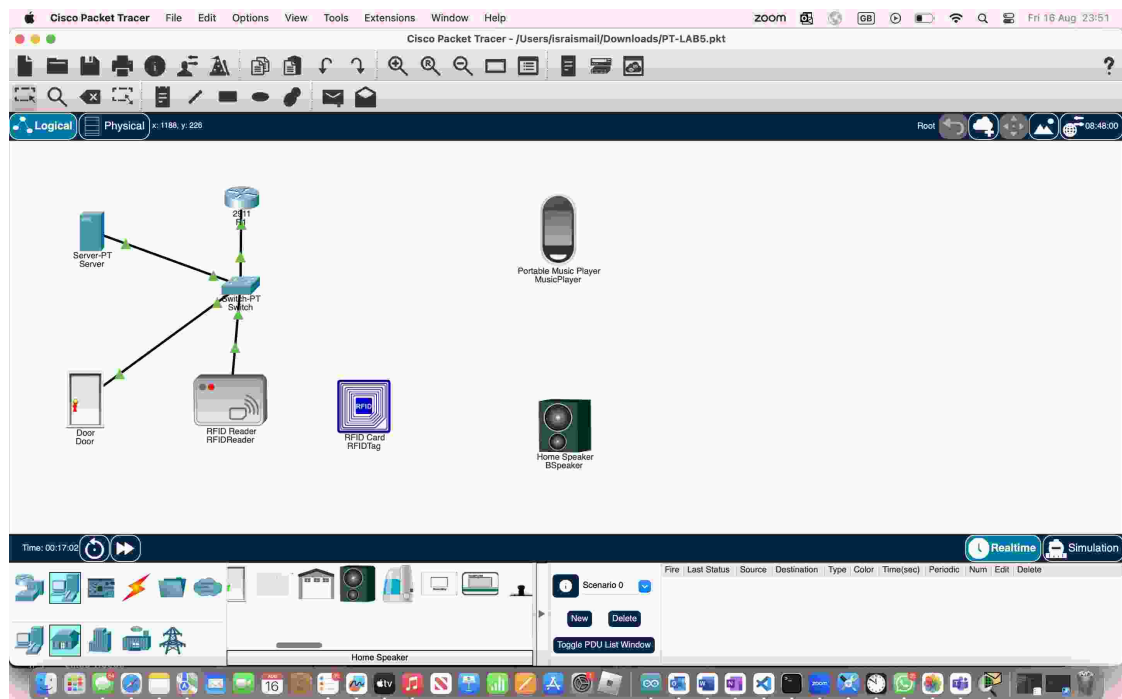 Cisco Packet Tracer File Edit Options View Tools Extensions Window Help zoom GB Fri 16 Aug 23:51
Cisco Packet Tracer - /Users/israismail/Downloads/PT-LAB5.pkt
Logical Physical x: 1188, y: 226 Root 08:48:00
2911
R1
Server-PT
Server
Switch-PT
Switch
Portable Music Player
MusicPlayer
Door
Door
RFID Reader
RFIDReader
RFID
RFID Card
RFIDTag
Home Speaker
BSpeaker
Time: 00:17:02 Realtime Simulation
Fire Last Status Source Destination Type Color Time(sec) Periodic Num Edit Delete
Scenario 0
New Delete
Toggle PDU List Window
Home Speaker
16 tv zoom